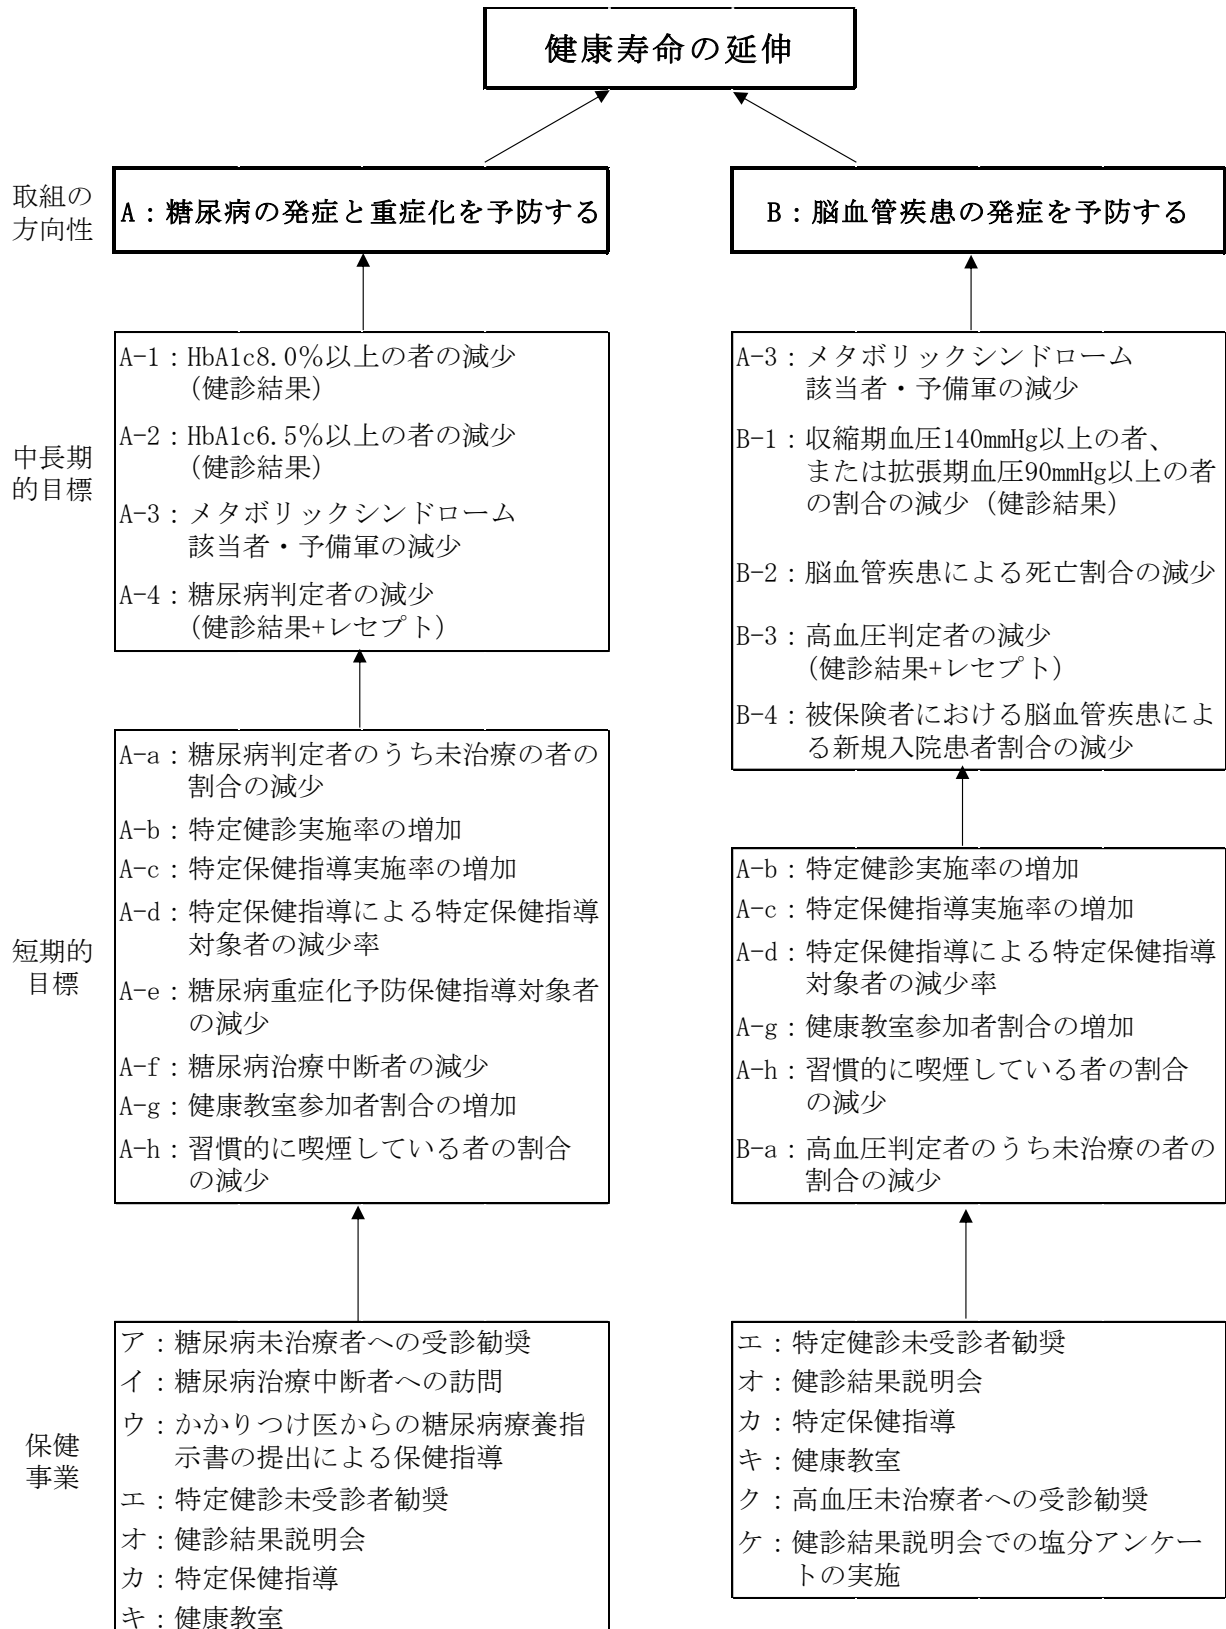 健康寿命の延伸
取組の
方向性
A：糖尿病の発症と重症化を予防する
B：脳血管疾患の発症を予防する
中長期
的目標
A-1：HbA1c8.0％以上の者の減少
（健診結果）
A-2：HbA1c6.5％以上の者の減少
（健診結果）
A-3：メタボリックシンドローム
該当者・予備軍の減少
A-4：糖尿病判定者の減少
（健診結果+レセプト）
A-3：メタボリックシンドローム
該当者・予備軍の減少
B-1：収縮期血圧140mmHg以上の者、
または拡張期血圧90mmHg以上の者
の割合の減少（健診結果）
B-2：脳血管疾患による死亡割合の減少
B-3：高血圧判定者の減少
（健診結果+レセプト）
B-4：被保険者における脳血管疾患によ
る新規入院患者割合の減少
短期的
目標
A-a：糖尿病判定者のうち未治療の者の
割合の減少
A-b：特定健診実施率の増加
A-c：特定保健指導実施率の増加
A-d：特定保健指導による特定保健指導
対象者の減少率
A-e：糖尿病重症化予防保健指導対象者
の減少
A-f：糖尿病治療中断者の減少
A-g：健康教室参加者割合の増加
A-h：習慣的に喫煙している者の割合
の減少
A-b：特定健診実施率の増加
A-c：特定保健指導実施率の増加
A-d：特定保健指導による特定保健指導
対象者の減少率
A-g：健康教室参加者割合の増加
A-h：習慣的に喫煙している者の割合
の減少
B-a：高血圧判定者のうち未治療の者の
割合の減少
保健
事業
ア：糖尿病未治療者への受診勧奨
イ：糖尿病治療中断者への訪問
ウ：かかりつけ医からの糖尿病療養指
示書の提出による保健指導
エ：特定健診未受診者勧奨
オ：健診結果説明会
カ：特定保健指導
キ：健康教室
エ：特定健診未受診者勧奨
オ：健診結果説明会
カ：特定保健指導
キ：健康教室
ク：高血圧未治療者への受診勧奨
ケ：健診結果説明会での塩分アンケー
トの実施